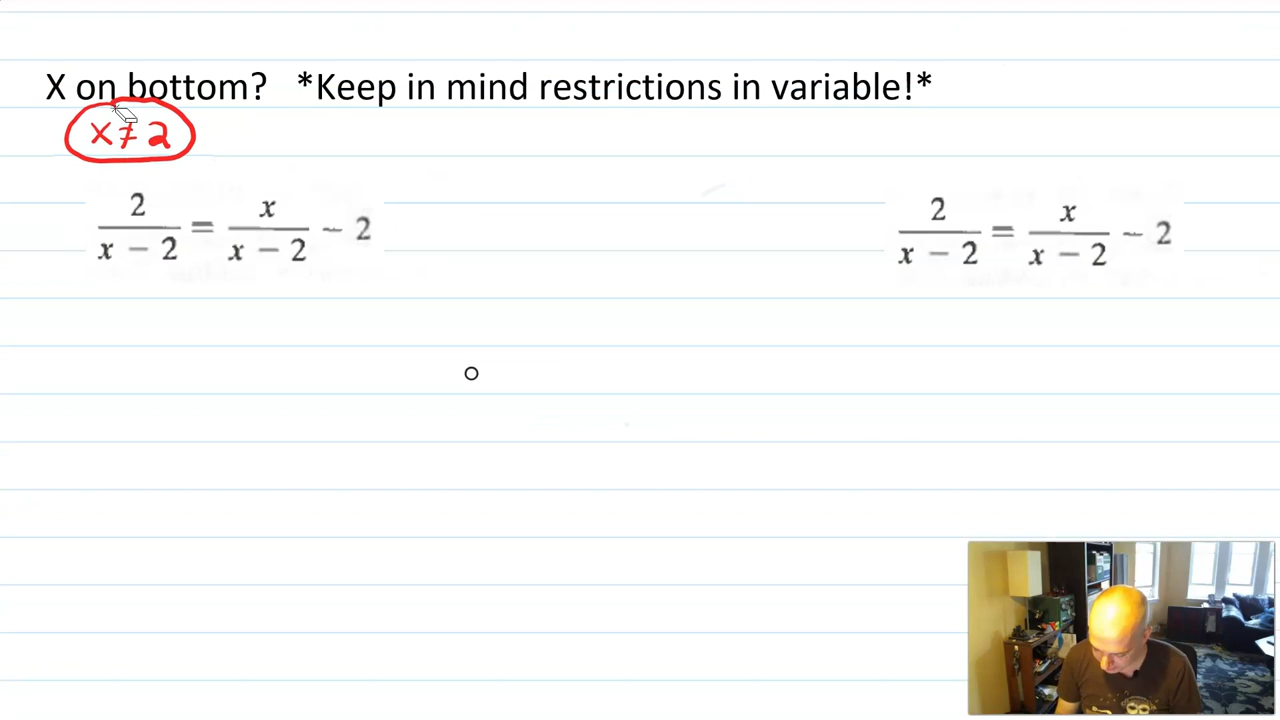 X on bottom? *Keep in mind restrictions in variable!*
x ≠ 2
2/(x − 2) = x/(x − 2) − 2
2/(x − 2) = x/(x − 2) − 2